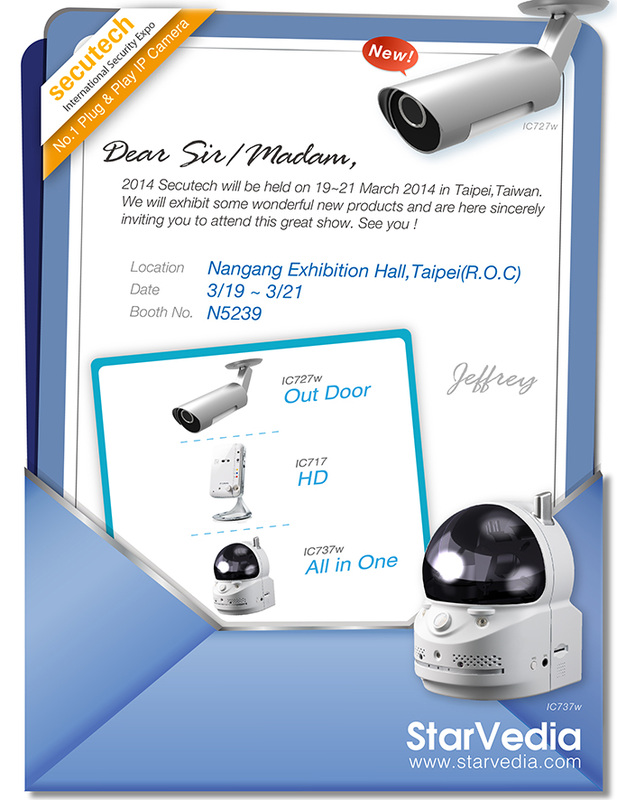 secutech
International Security Expo
No.1 Plug & Play IP Camera
New!
IC727w
Dear Sir/Madam,
2014 Secutech will be held on 19~21 March 2014 in Taipei,Taiwan.
We will exhibit some wonderful new products and are here sincerely
inviting you to attend this great show. See you !
Location Nangang Exhibition Hall,Taipei(R.O.C)
Date 3/19 ~ 3/21
Booth No. N5239
Jeffrey
IC727w
Out Door
IC717
HD
IC737w
All in One
IC737w
StarVedia
www.starvedia.com